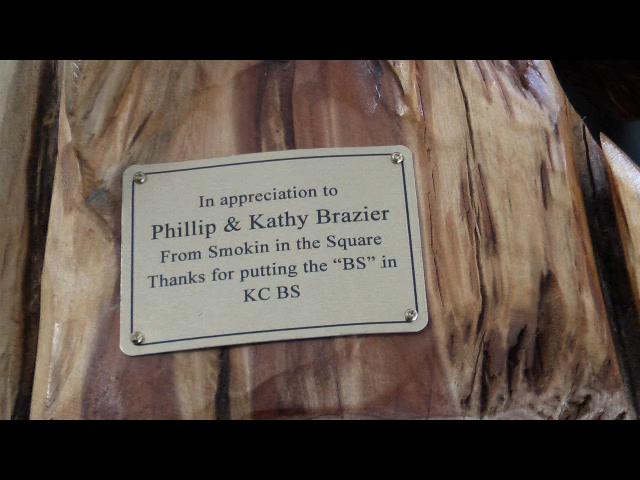 In appreciation to
Phillip & Kathy Brazier
From Smokin in the Square
Thanks for putting the “BS” in
KC BS